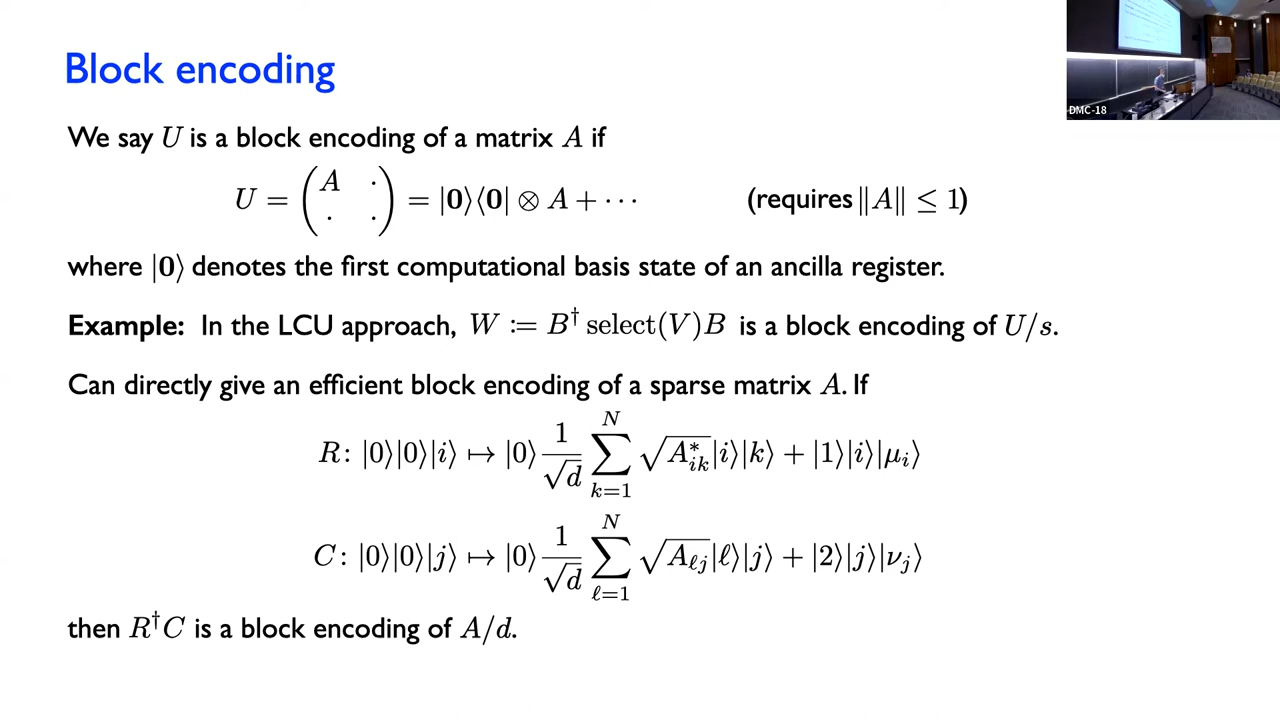 Block encoding
DMC-18
We say U is a block encoding of a matrix A if
U = ( A · ; · · ) = |0⟩⟨0| ⊗ A + ··· (requires ‖A‖ ≤ 1)
where |0⟩ denotes the first computational basis state of an ancilla register.
Example: In the LCU approach, W := B† select(V)B is a block encoding of U/s.
Can directly give an efficient block encoding of a sparse matrix A. If
R: |0⟩|0⟩|i⟩ ↦ |0⟩ 1/√d ∑_{k=1}^{N} √(A*_{ik}) |i⟩|k⟩ + |1⟩|i⟩|μ_i⟩
C: |0⟩|0⟩|j⟩ ↦ |0⟩ 1/√d ∑_{ℓ=1}^{N} √(A_{ℓj}) |ℓ⟩|j⟩ + |2⟩|j⟩|ν_j⟩
then R†C is a block encoding of A/d.